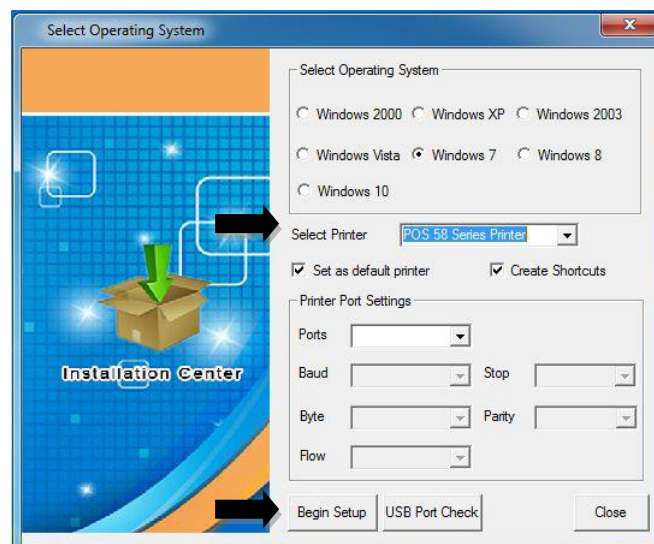 Select Operating System
Select Operating System
Windows 2000 Windows XP Windows 2003
Windows Vista Windows 7 Windows 8
Windows 10
Select Printer POS 58 Series Printer
Set as default printer Create Shortcuts
Printer Port Settings
Ports
Installation Center
Baud Stop
Byte Parity
Flow
Begin Setup USB Port Check Close